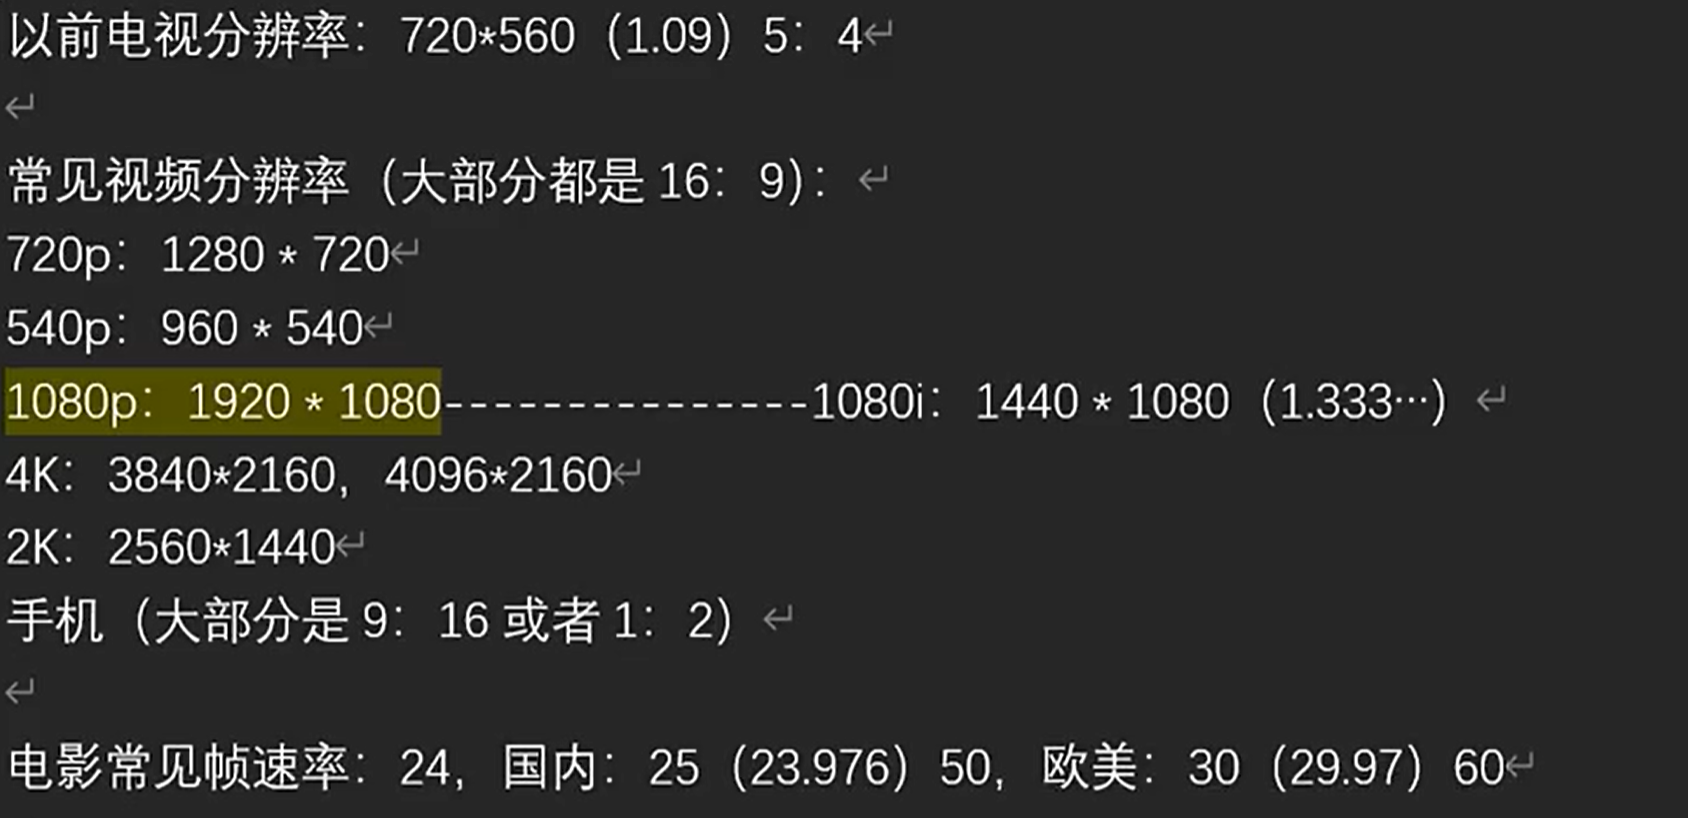 以前电视分辨率：720*560（1.09）5：4
常见视频分辨率（大部分都是 16：9）：
720p：1280 * 720
540p：960 * 540
1080p：1920 * 1080---------------1080i：1440 * 1080（1.333…）
4K：3840*2160，4096*2160
2K：2560*1440
手机（大部分是 9：16 或者 1：2）
电影常见帧速率：24，国内：25（23.976）50，欧美：30（29.97）60